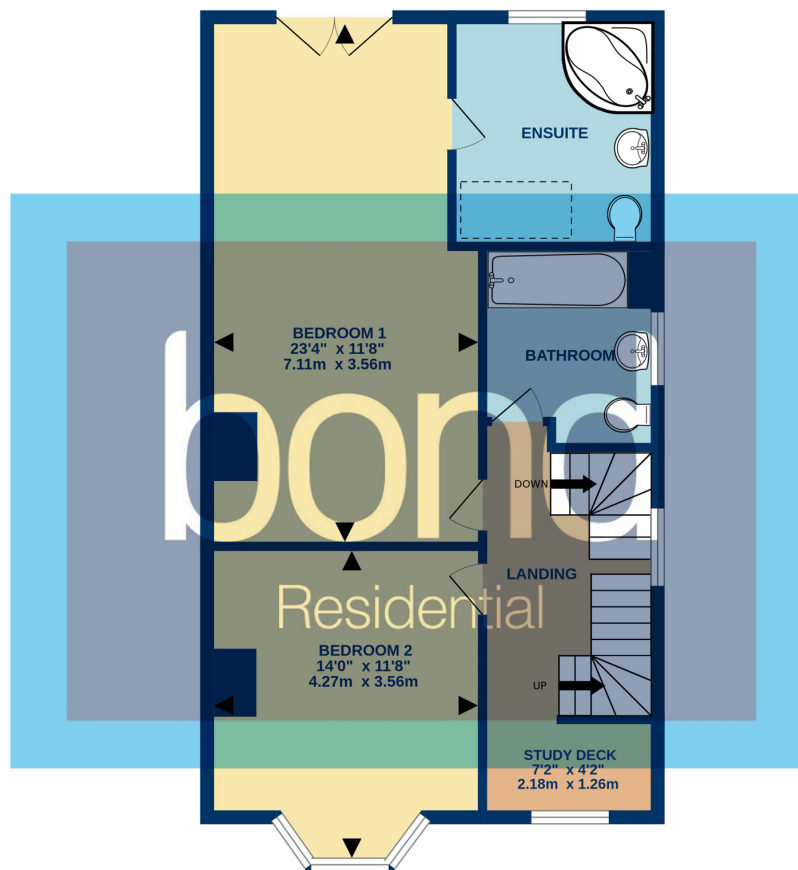 ENSUITE
BEDROOM 1
23'4" x 11'8"
7.11m x 3.56m
BATHROOM
bond
DOWN
LANDING
Residential
BEDROOM 2
14'0" x 11'8"
4.27m x 3.56m
UP
STUDY DECK
7'2" x 4'2"
2.18m x 1.26m